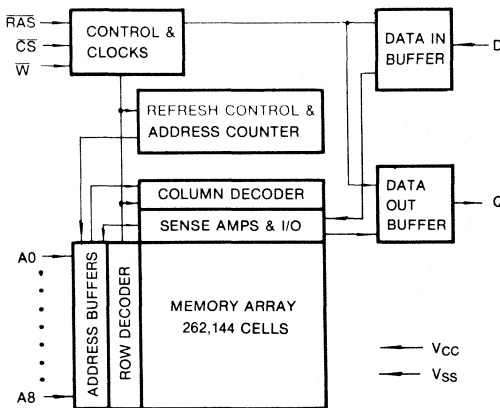 RAS
CS
W
CONTROL &
CLOCKS
DATA IN
BUFFER
D
REFRESH CONTROL &
ADDRESS COUNTER
COLUMN DECODER
SENSE AMPS & I/O
DATA
OUT
BUFFER
Q
A0
A8
ADDRESS BUFFERS
ROW DECODER
MEMORY ARRAY
262,144 CELLS
VCC
VSS